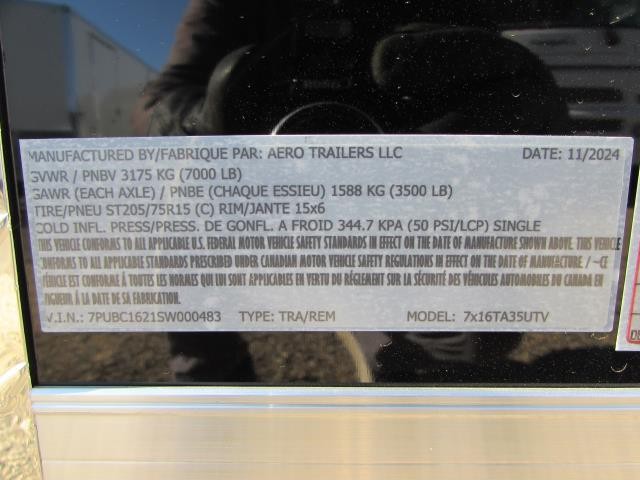 MANUFACTURED BY/FABRIQUE PAR: AERO TRAILERS LLC DATE: 11/2024
GVWR / PNBV 3175 KG (7000 LB)
GAWR (EACH AXLE) / PNBE (CHAQUE ESSIEU) 1588 KG (3500 LB)
TIRE/PNEU ST205/75R15 (C) RIM/JANTE 15x6
COLD INFL. PRESS/PRESS. DE GONFL. A FROID 344.7 KPA (50 PSI/LCP) SINGLE
THIS VEHICLE CONFORMS TO ALL APPLICABLE U.S. FEDERAL MOTOR VEHICLE SAFETY STANDARDS IN EFFECT ON THE DATE OF MANUFACTURE SHOWN ABOVE. THIS VEHICLE
CONFORMS TO ALL APPLICABLE STANDARDS PRESCRIBED UNDER CANADIAN MOTOR VEHICLE SAFETY REGULATIONS IN EFFECT ON THE DATE OF MANUFACTURE / -CE
VÉHICULE EST CONFORME À TOUTES LES NORMES QUI LUI SONT APPLICABLES EN VERTU DU RÉGLEMENT SUR LA SÉCURITÉ DES VÉHICULES AUTOMOBILES DU CANADA EN
VIGUEUR À LA DATE DE SA FABRICATION.
V.I.N.: 7PUBC1621SW000483 TYPE: TRA/REM MODEL: 7x16TA35UTV